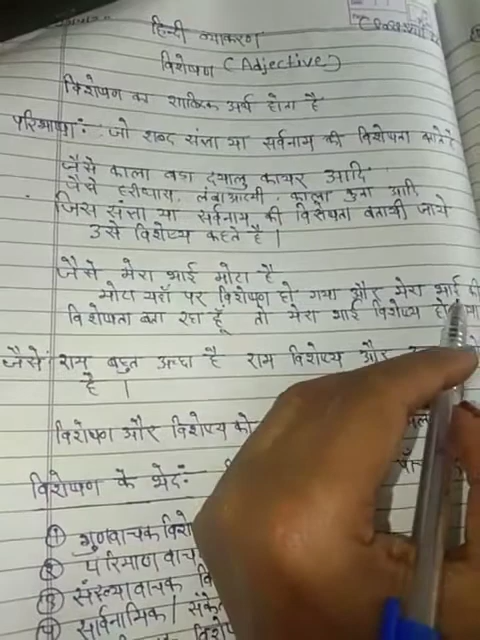 हिन्दी व्याकरण
विशेषण (Adjective)
विशेषण का शाब्दिक अर्थ होता है
परिभाषा: जो शब्द संज्ञा या सर्वनाम की विशेषता
जैसे काला बडा दयालु कायर आदि
जैसे हरीघास, लंबाआदमी, काला कुत्ता आदि
जिस संज्ञा या सर्वनाम की विशेषता बतायी जाये
उसे विशेष्य कहते है।
जैसे मेरा भाई मोटा है
मोटा यहाँ पर विशेषण हो गया और मेरा भाई की
विशेषता बता रहा हूँ तो मेरा भाई विशेष्य
जैसे: राम बहुत अच्छा है राम विशेष्य और
है।
विशेषण और विशेष्य को
विशेषण के भेद:
① गुणवाचक
② परिमाण वाच
③ संख्या वाचक वि
④ सार्वनामिक /